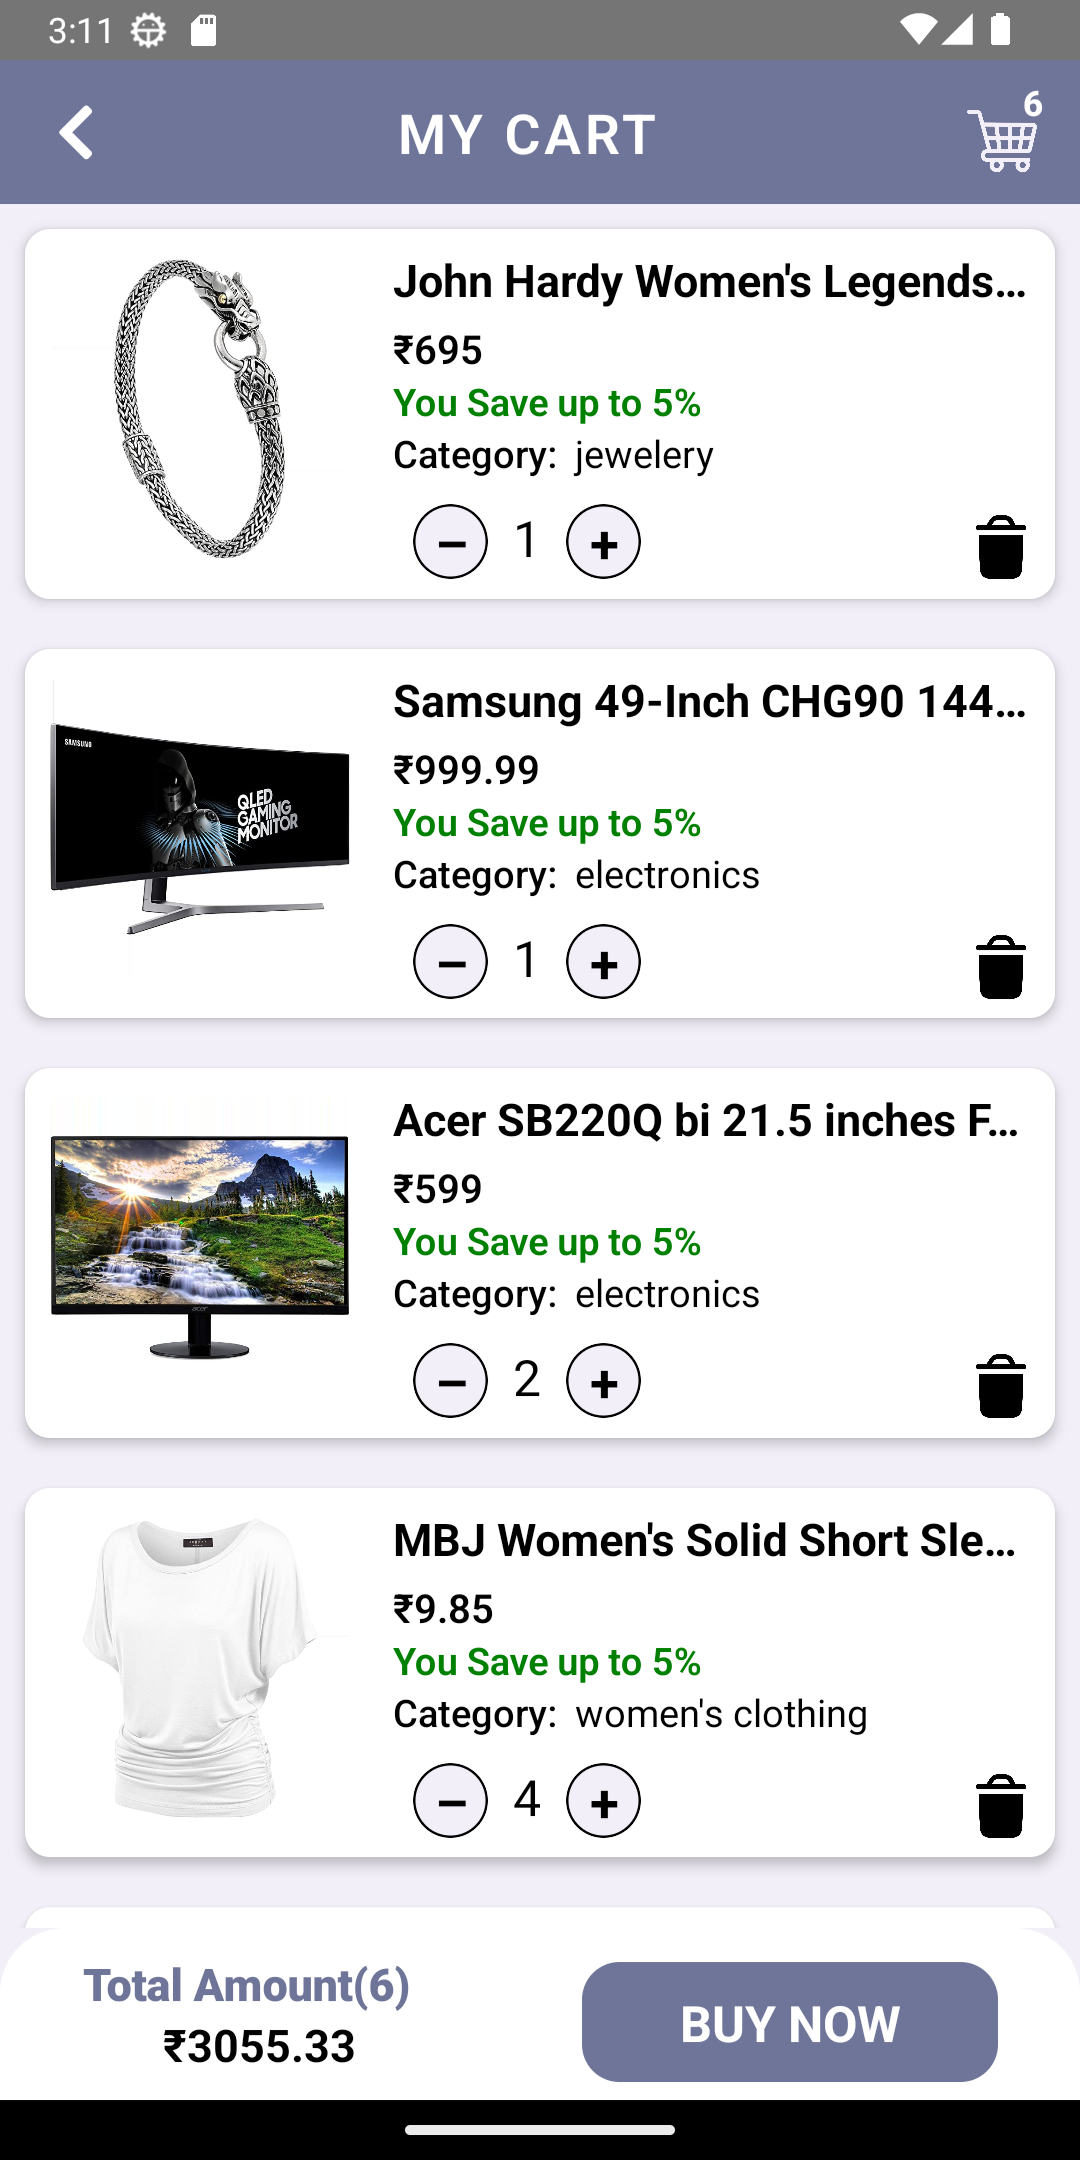 3:11
MY CART
6
John Hardy Women's Legends...
₹695
You Save up to 5%
Category: jewelery
− 1 +
SAMSUNG
QLED
GAMING
MONITOR
Samsung 49-Inch CHG90 144...
₹999.99
You Save up to 5%
Category: electronics
− 1 +
acer
Acer SB220Q bi 21.5 inches F...
₹599
You Save up to 5%
Category: electronics
− 2 +
MBJ Women's Solid Short Sle...
₹9.85
You Save up to 5%
Category: women's clothing
− 4 +
Total Amount(6)
₹3055.33
BUY NOW